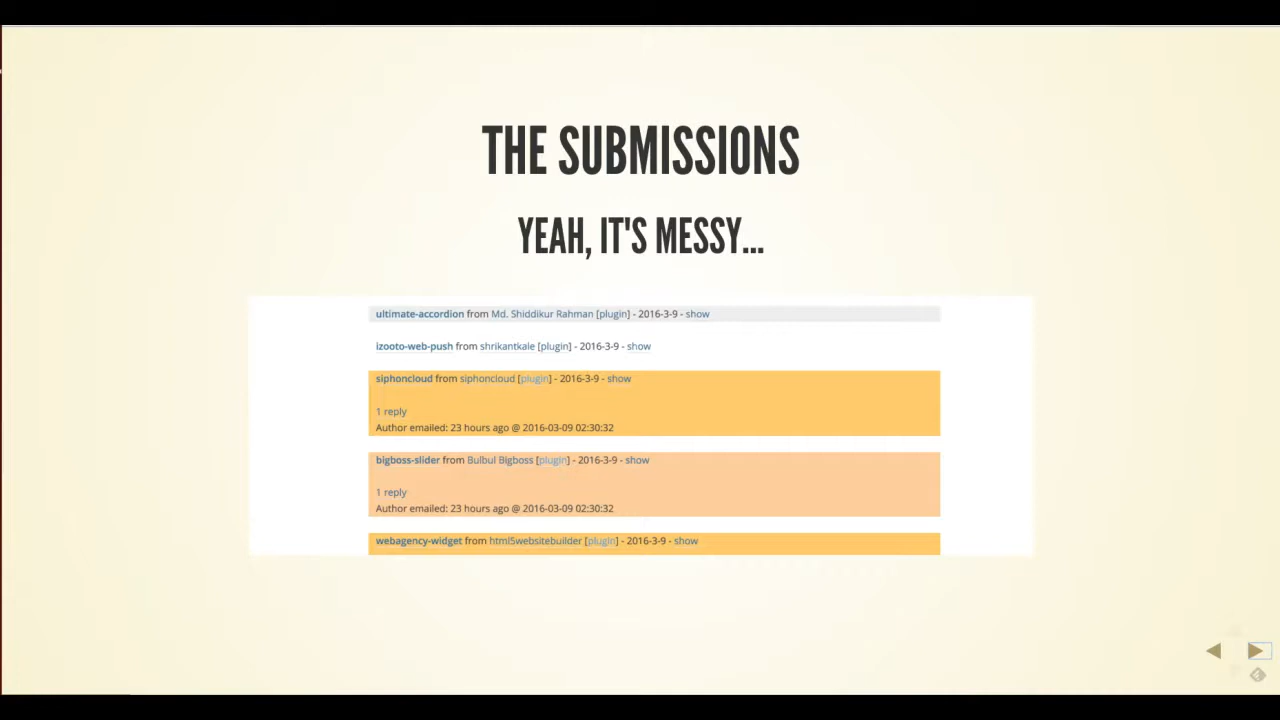 THE SUBMISSIONS
YEAH, IT'S MESSY...
ultimate-accordion from Md. Shiddikur Rahman [plugin] - 2016-3-9 - show
izooto-web-push from shrikantkale [plugin] - 2016-3-9 - show
siphoncloud from siphoncloud [plugin] - 2016-3-9 - show
1 reply
Author emailed: 23 hours ago @ 2016-03-09 02:30:32
bigboss-slider from Bulbul Bigboss [plugin] - 2016-3-9 - show
1 reply
Author emailed: 23 hours ago @ 2016-03-09 02:30:32
webagency-widget from html5websitebuilder [plugin] - 2016-3-9 - show